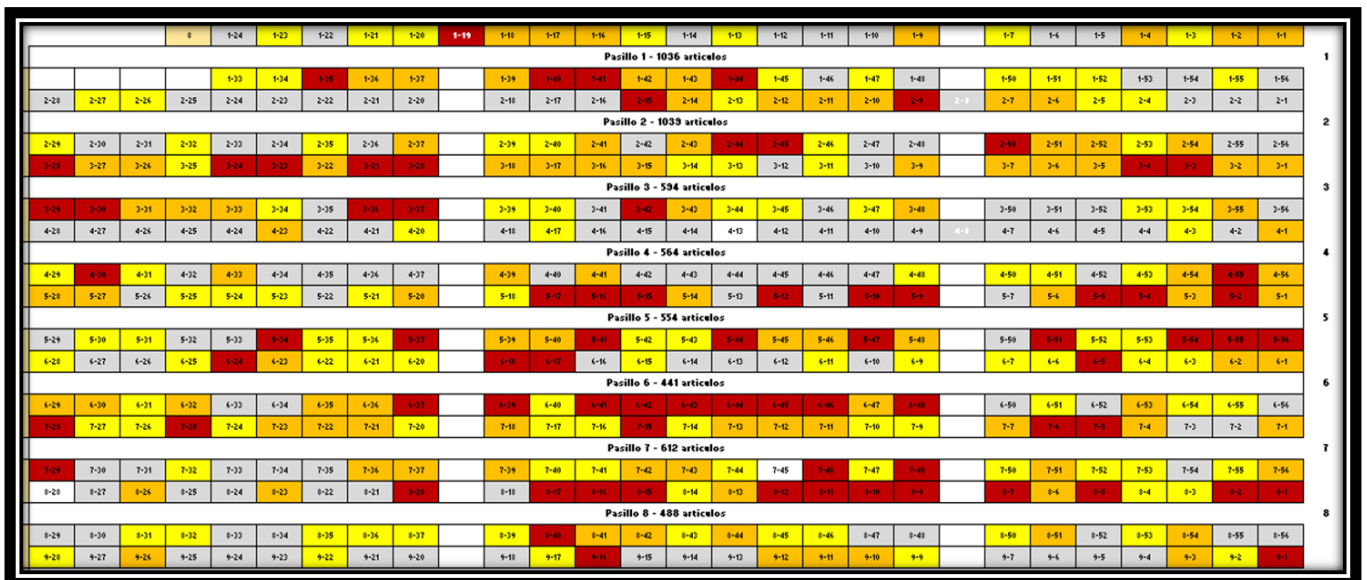 8 1-24 1-23 1-22 1-21 1-20 1-19 1-18 1-17 1-16 1-15 1-14 1-13 1-12 1-11 1-10 1-9 1-7 1-6 1-5 1-4 1-3 1-2 1-1
Pasillo 1 - 1036 articulos 1
1-33 1-34 1-35 1-36 1-37 1-39 1-40 1-41 1-42 1-43 1-44 1-45 1-46 1-47 1-48 1-50 1-51 1-52 1-53 1-54 1-55 1-56
2-28 2-27 2-26 2-25 2-24 2-23 2-22 2-21 2-20 2-18 2-17 2-16 2-15 2-14 2-13 2-12 2-11 2-10 2-9 2-8 2-7 2-6 2-5 2-4 2-3 2-2 2-1
Pasillo 2 - 1039 articulos 2
2-29 2-30 2-31 2-32 2-33 2-34 2-35 2-36 2-37 2-39 2-40 2-41 2-42 2-43 2-44 2-45 2-46 2-47 2-48 2-50 2-51 2-52 2-53 2-54 2-55 2-56
3-28 3-27 3-26 3-25 3-24 3-23 3-22 3-21 3-20 3-18 3-17 3-16 3-15 3-14 3-13 3-12 3-11 3-10 3-9 3-7 3-6 3-5 3-4 3-3 3-2 3-1
Pasillo 3 - 594 articulos 3
3-29 3-30 3-31 3-32 3-33 3-34 3-35 3-36 3-37 3-39 3-40 3-41 3-42 3-43 3-44 3-45 3-46 3-47 3-48 3-50 3-51 3-52 3-53 3-54 3-55 3-56
4-28 4-27 4-26 4-25 4-24 4-23 4-22 4-21 4-20 4-18 4-17 4-16 4-15 4-14 4-13 4-12 4-11 4-10 4-9 4-8 4-7 4-6 4-5 4-4 4-3 4-2 4-1
Pasillo 4 - 564 articulos 4
4-29 4-30 4-31 4-32 4-33 4-34 4-35 4-36 4-37 4-39 4-40 4-41 4-42 4-43 4-44 4-45 4-46 4-47 4-48 4-50 4-51 4-52 4-53 4-54 4-55 4-56
5-28 5-27 5-26 5-25 5-24 5-23 5-22 5-21 5-20 5-18 5-17 5-16 5-15 5-14 5-13 5-12 5-11 5-10 5-9 5-7 5-6 5-5 5-4 5-3 5-2 5-1
Pasillo 5 - 554 articulos 5
5-29 5-30 5-31 5-32 5-33 5-34 5-35 5-36 5-37 5-39 5-40 5-41 5-42 5-43 5-44 5-45 5-46 5-47 5-48 5-50 5-51 5-52 5-53 5-54 5-55 5-56
6-28 6-27 6-26 6-25 6-24 6-23 6-22 6-21 6-20 6-18 6-17 6-16 6-15 6-14 6-13 6-12 6-11 6-10 6-9 6-7 6-6 6-5 6-4 6-3 6-2 6-1
Pasillo 6 - 441 articulos 6
6-29 6-30 6-31 6-32 6-33 6-34 6-35 6-36 6-37 6-39 6-40 6-41 6-42 6-43 6-44 6-45 6-46 6-47 6-48 6-50 6-51 6-52 6-53 6-54 6-55 6-56
7-28 7-27 7-26 7-25 7-24 7-23 7-22 7-21 7-20 7-18 7-17 7-16 7-15 7-14 7-13 7-12 7-11 7-10 7-9 7-7 7-6 7-5 7-4 7-3 7-2 7-1
Pasillo 7 - 612 articulos 7
7-29 7-30 7-31 7-32 7-33 7-34 7-35 7-36 7-37 7-39 7-40 7-41 7-42 7-43 7-44 7-45 7-46 7-47 7-48 7-50 7-51 7-52 7-53 7-54 7-55 7-56
8-28 8-27 8-26 8-25 8-24 8-23 8-22 8-21 8-20 8-18 8-17 8-16 8-15 8-14 8-13 8-12 8-11 8-10 8-9 8-7 8-6 8-5 8-4 8-3 8-2 8-1
Pasillo 8 - 488 articulos 8
8-29 8-30 8-31 8-32 8-33 8-34 8-35 8-36 8-37 8-39 8-40 8-41 8-42 8-43 8-44 8-45 8-46 8-47 8-48 8-50 8-51 8-52 8-53 8-54 8-55 8-56
9-28 9-27 9-26 9-25 9-24 9-23 9-22 9-21 9-20 9-18 9-17 9-16 9-15 9-14 9-13 9-12 9-11 9-10 9-9 9-7 9-6 9-5 9-4 9-3 9-2 9-1